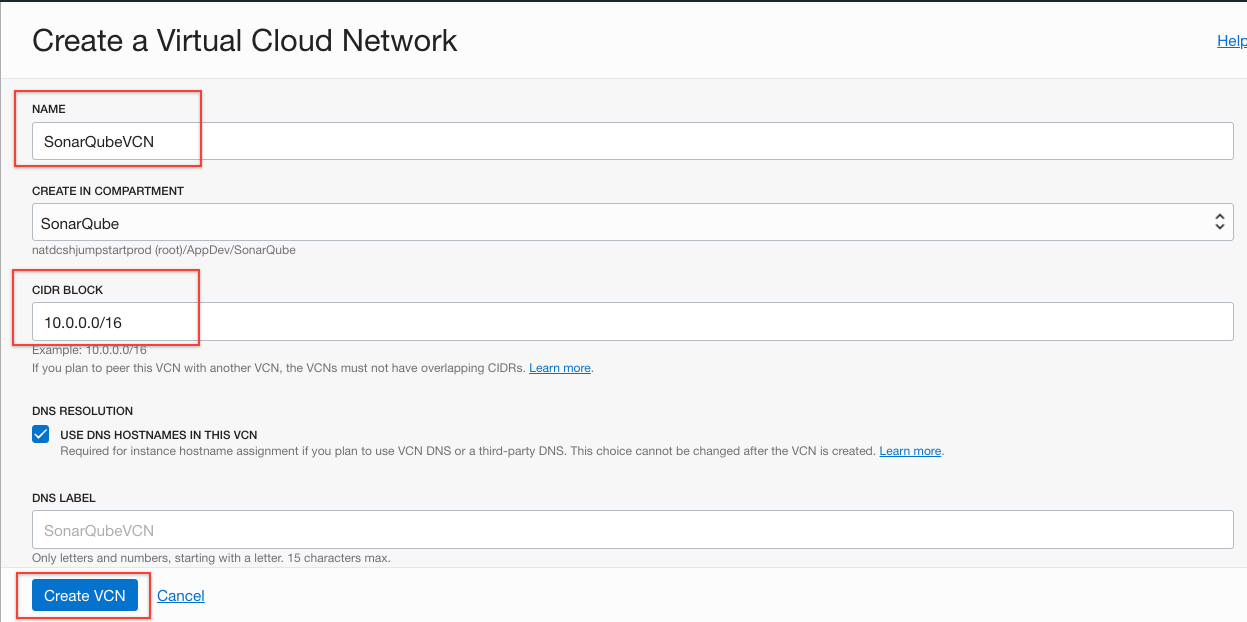 Create a Virtual Cloud Network
Help
NAME
SonarQubeVCN
CREATE IN COMPARTMENT
SonarQube
natdcshjumpstartprod (root)/AppDev/SonarQube
CIDR BLOCK
10.0.0.0/16
Example: 10.0.0.0/16
If you plan to peer this VCN with another VCN, the VCNs must not have overlapping CIDRs. Learn more.
DNS RESOLUTION
USE DNS HOSTNAMES IN THIS VCN
Required for instance hostname assignment if you plan to use VCN DNS or a third-party DNS. This choice cannot be changed after the VCN is created. Learn more.
DNS LABEL
SonarQubeVCN
Only letters and numbers, starting with a letter. 15 characters max.
Create VCN Cancel